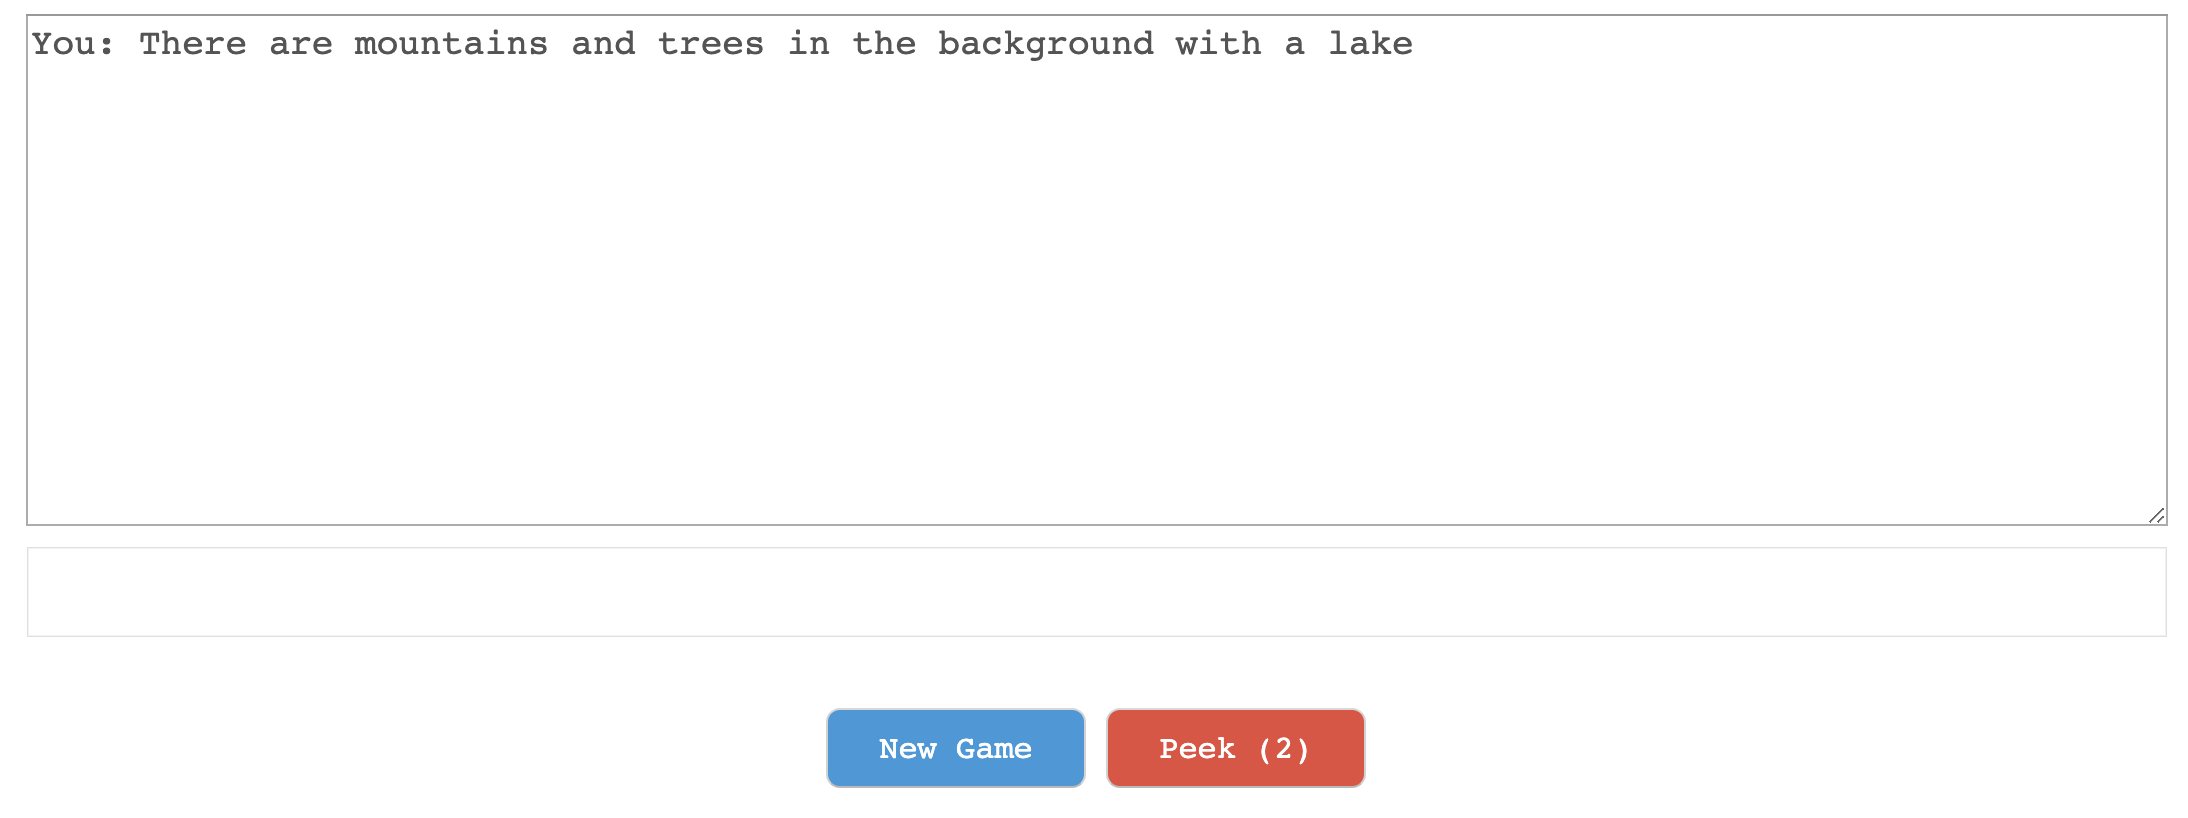 You: There are mountains and trees in the background with a lake
New Game
Peek (2)